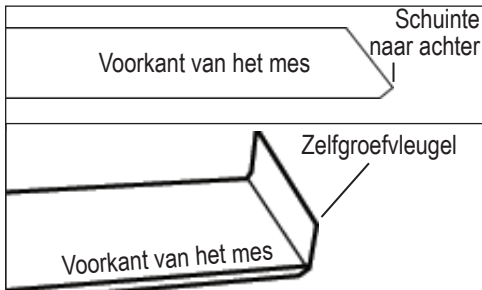 Schuinte
naar achter
Voorkant van het mes
Zelfgroefvleugel
Voorkant van het mes